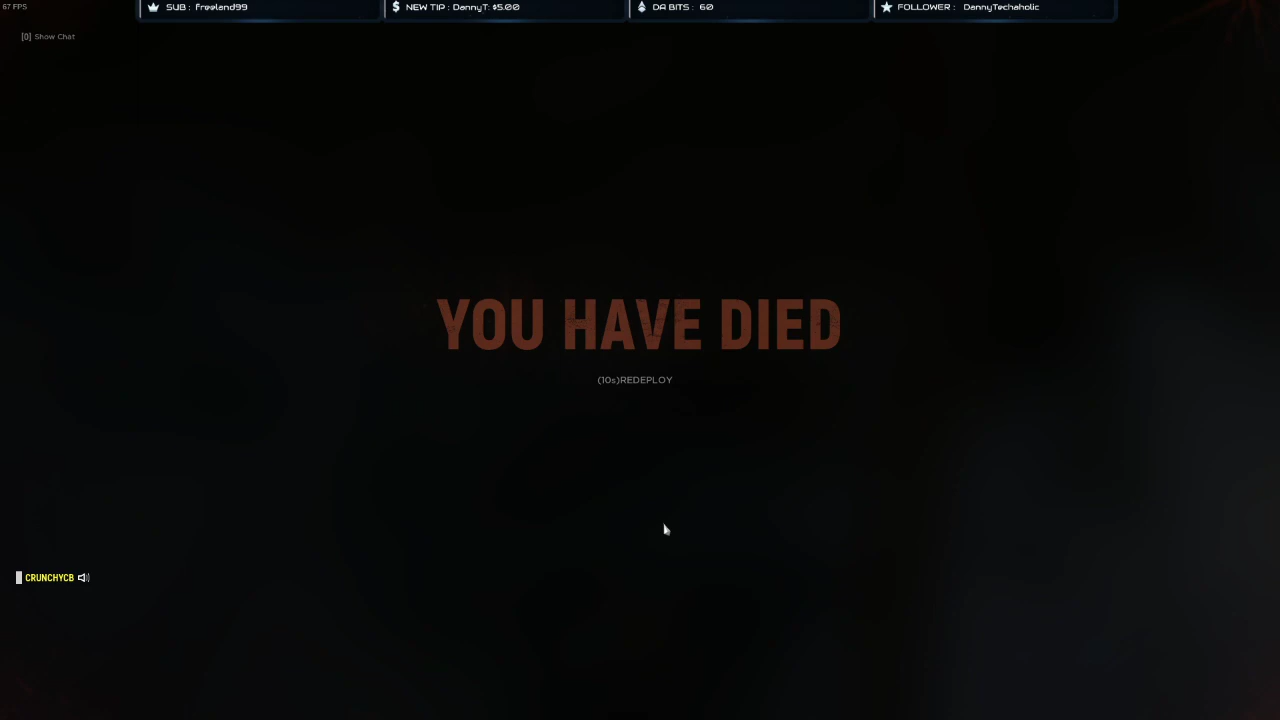 67 FPS
SUB : Freeland99
NEW TIP : DannyT: $5.00
DA BITS : 60
FOLLOWER : DannyTechaholic
[0] Show Chat
YOU HAVE DIED
(10s)REDEPLOY
CRUNCHYCB